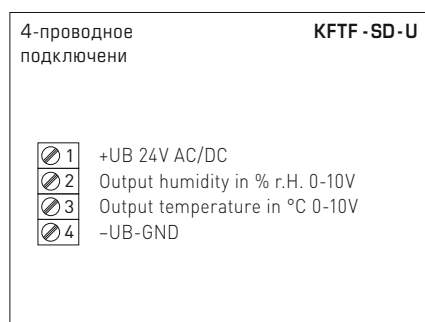 4-проводное KFTF-SD-U
подключени
1 +UB 24V AC/DC
2 Output humidity in % r.H. 0-10V
3 Output temperature in °C 0-10V
4 –UB-GND